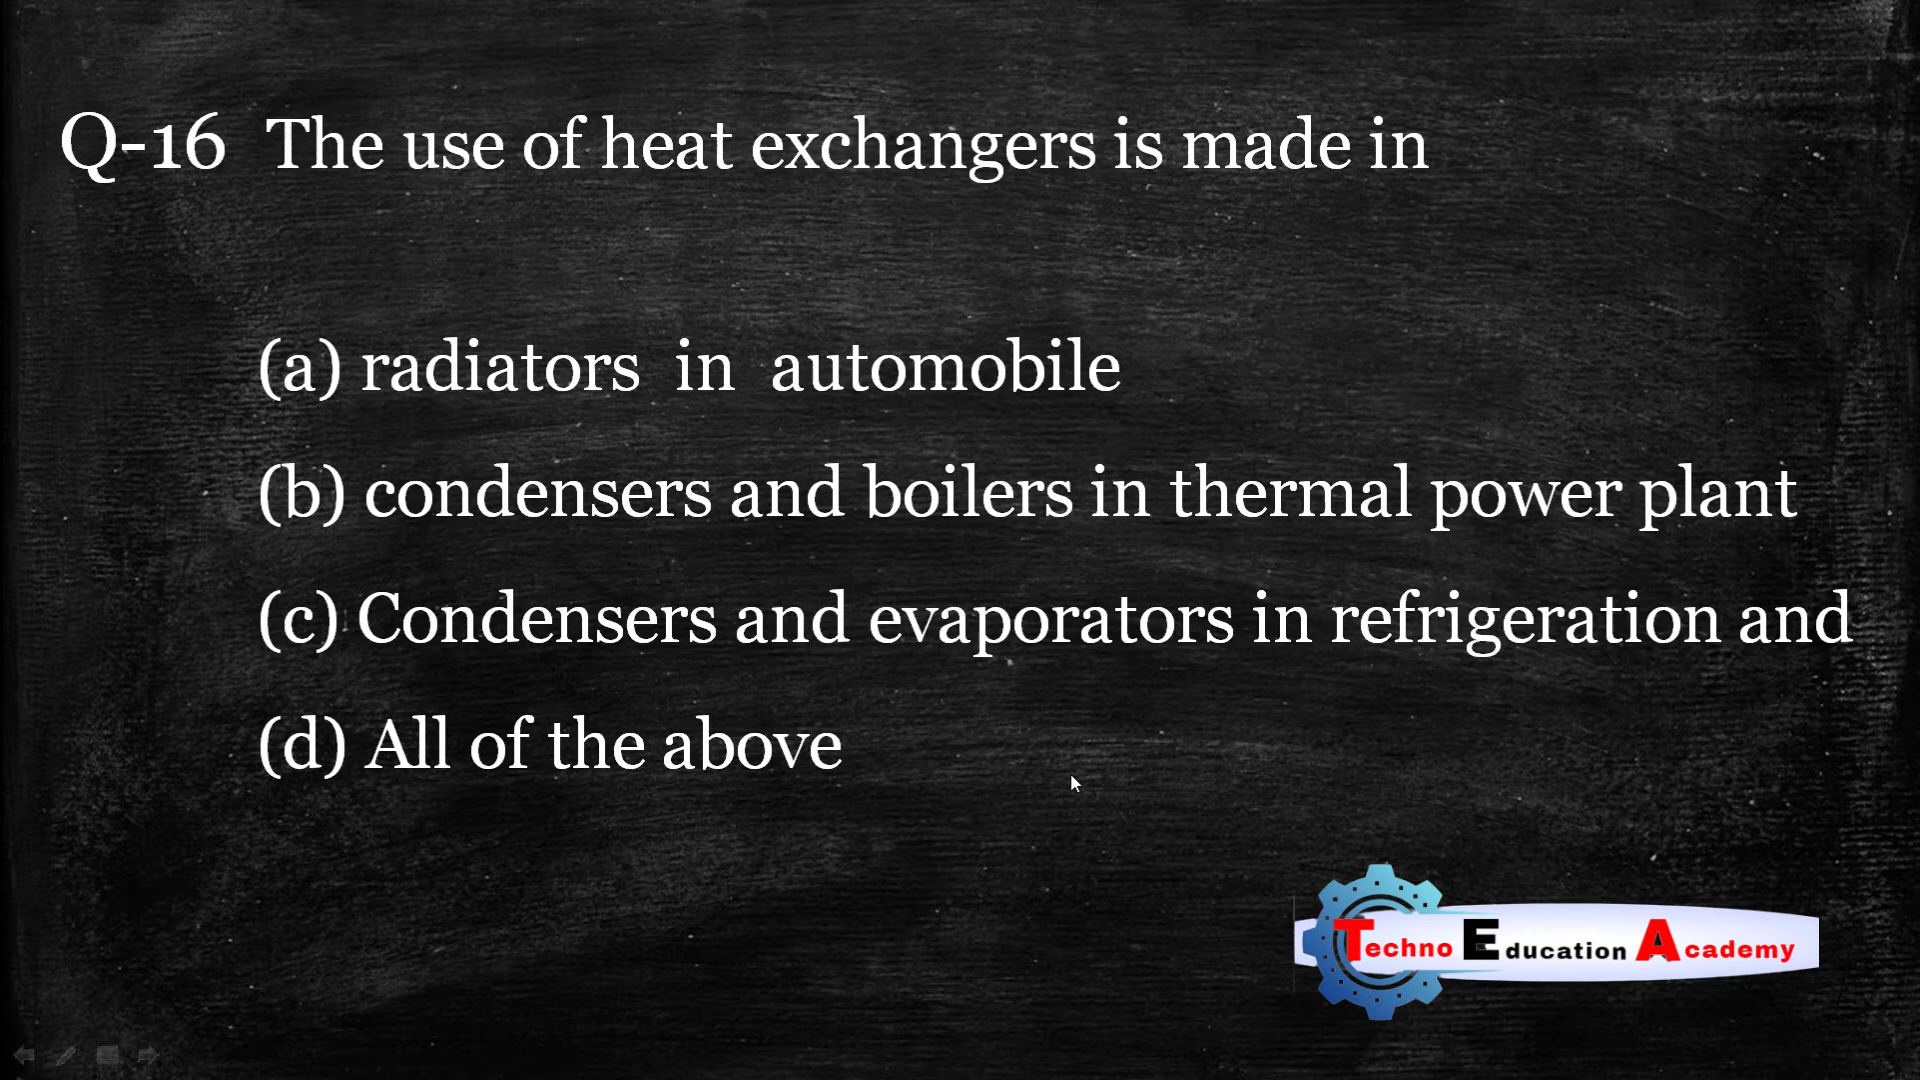 Q-16 The use of heat exchangers is made in
(a) radiators in automobile
(b) condensers and boilers in thermal power plant
(c) Condensers and evaporators in refrigeration and
(d) All of the above
Techno Education Academy